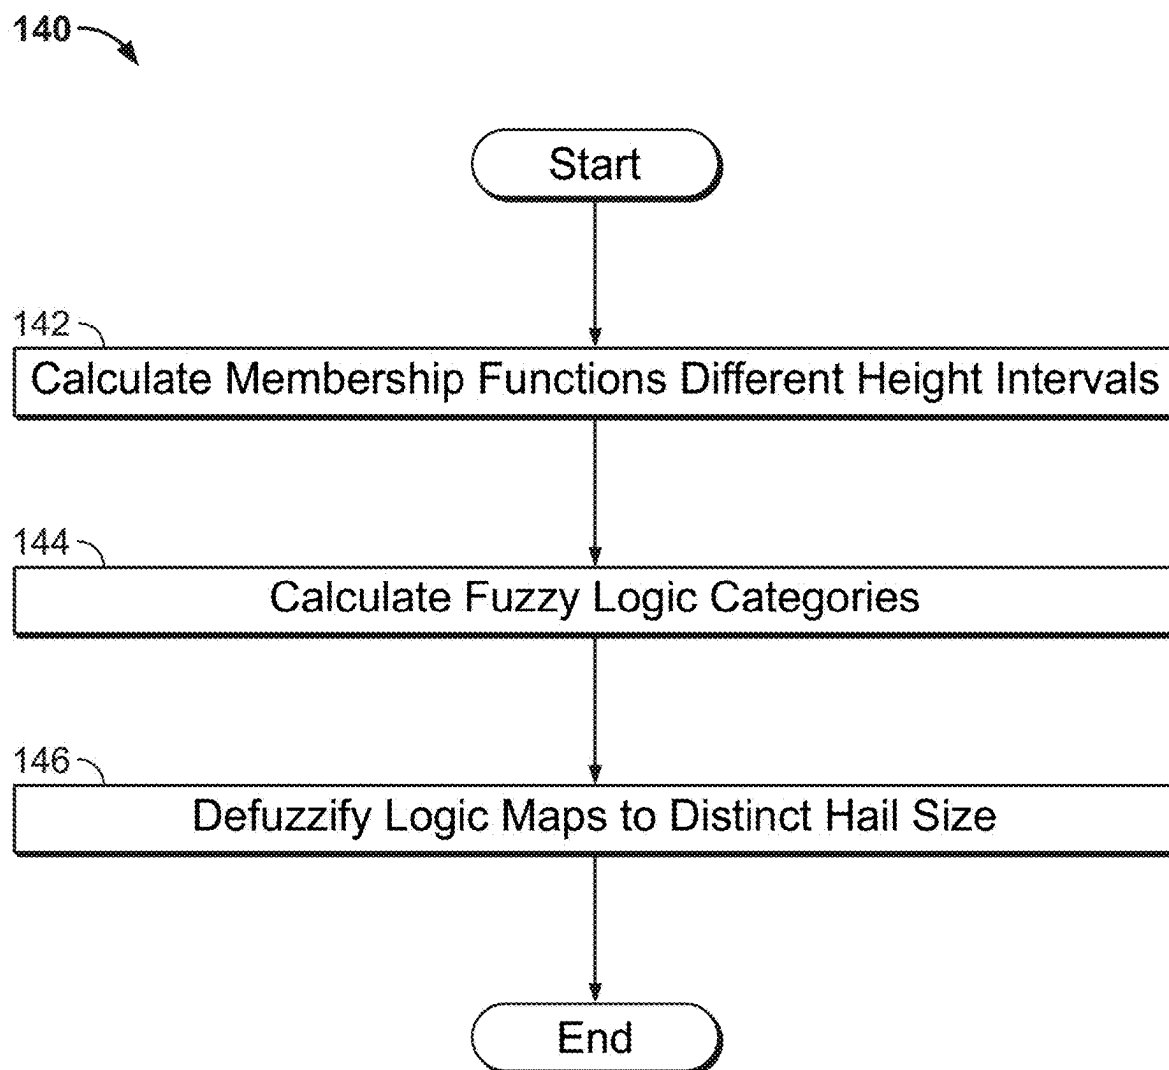 140
Start
142
Calculate Membership Functions Different Height Intervals
144
Calculate Fuzzy Logic Categories
146
Defuzzify Logic Maps to Distinct Hail Size
End